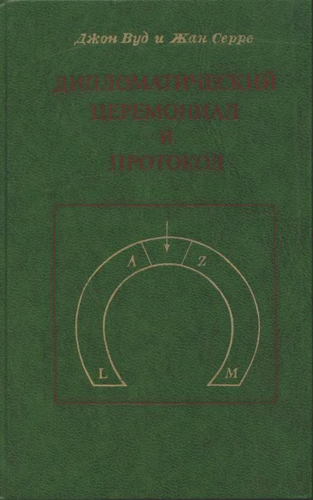 Джон Вуд и Жан Серре
ДИПЛОМАТИЧЕСКИЙ
ЦЕРЕМОНИАЛ
И
ПРОТОКОЛ
A Z
L M